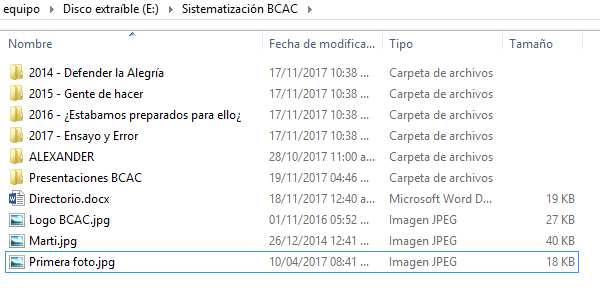 equipo > Disco extraíble (E:) > Sistematización BCAC >
Nombre Fecha de modifica... Tipo Tamaño
2014 - Defender la Alegría 17/11/2017 10:38 ... Carpeta de archivos
2015 - Gente de hacer 17/11/2017 10:38 ... Carpeta de archivos
2016 - ¿Estabamos preparados para ello¿ 17/11/2017 10:38 ... Carpeta de archivos
2017 - Ensayo y Error 17/11/2017 10:38 ... Carpeta de archivos
ALEXANDER 28/10/2017 11:00 a... Carpeta de archivos
Presentaciones BCAC 19/11/2017 04:46 ... Carpeta de archivos
Directorio.docx 18/11/2017 12:40 a... Microsoft Word D... 19 KB
Logo BCAC.jpg 01/11/2016 05:52 ... Imagen JPEG 27 KB
Marti.jpg 26/12/2014 12:41 ... Imagen JPEG 40 KB
Primera foto.jpg 10/04/2017 08:41 ... Imagen JPEG 18 KB